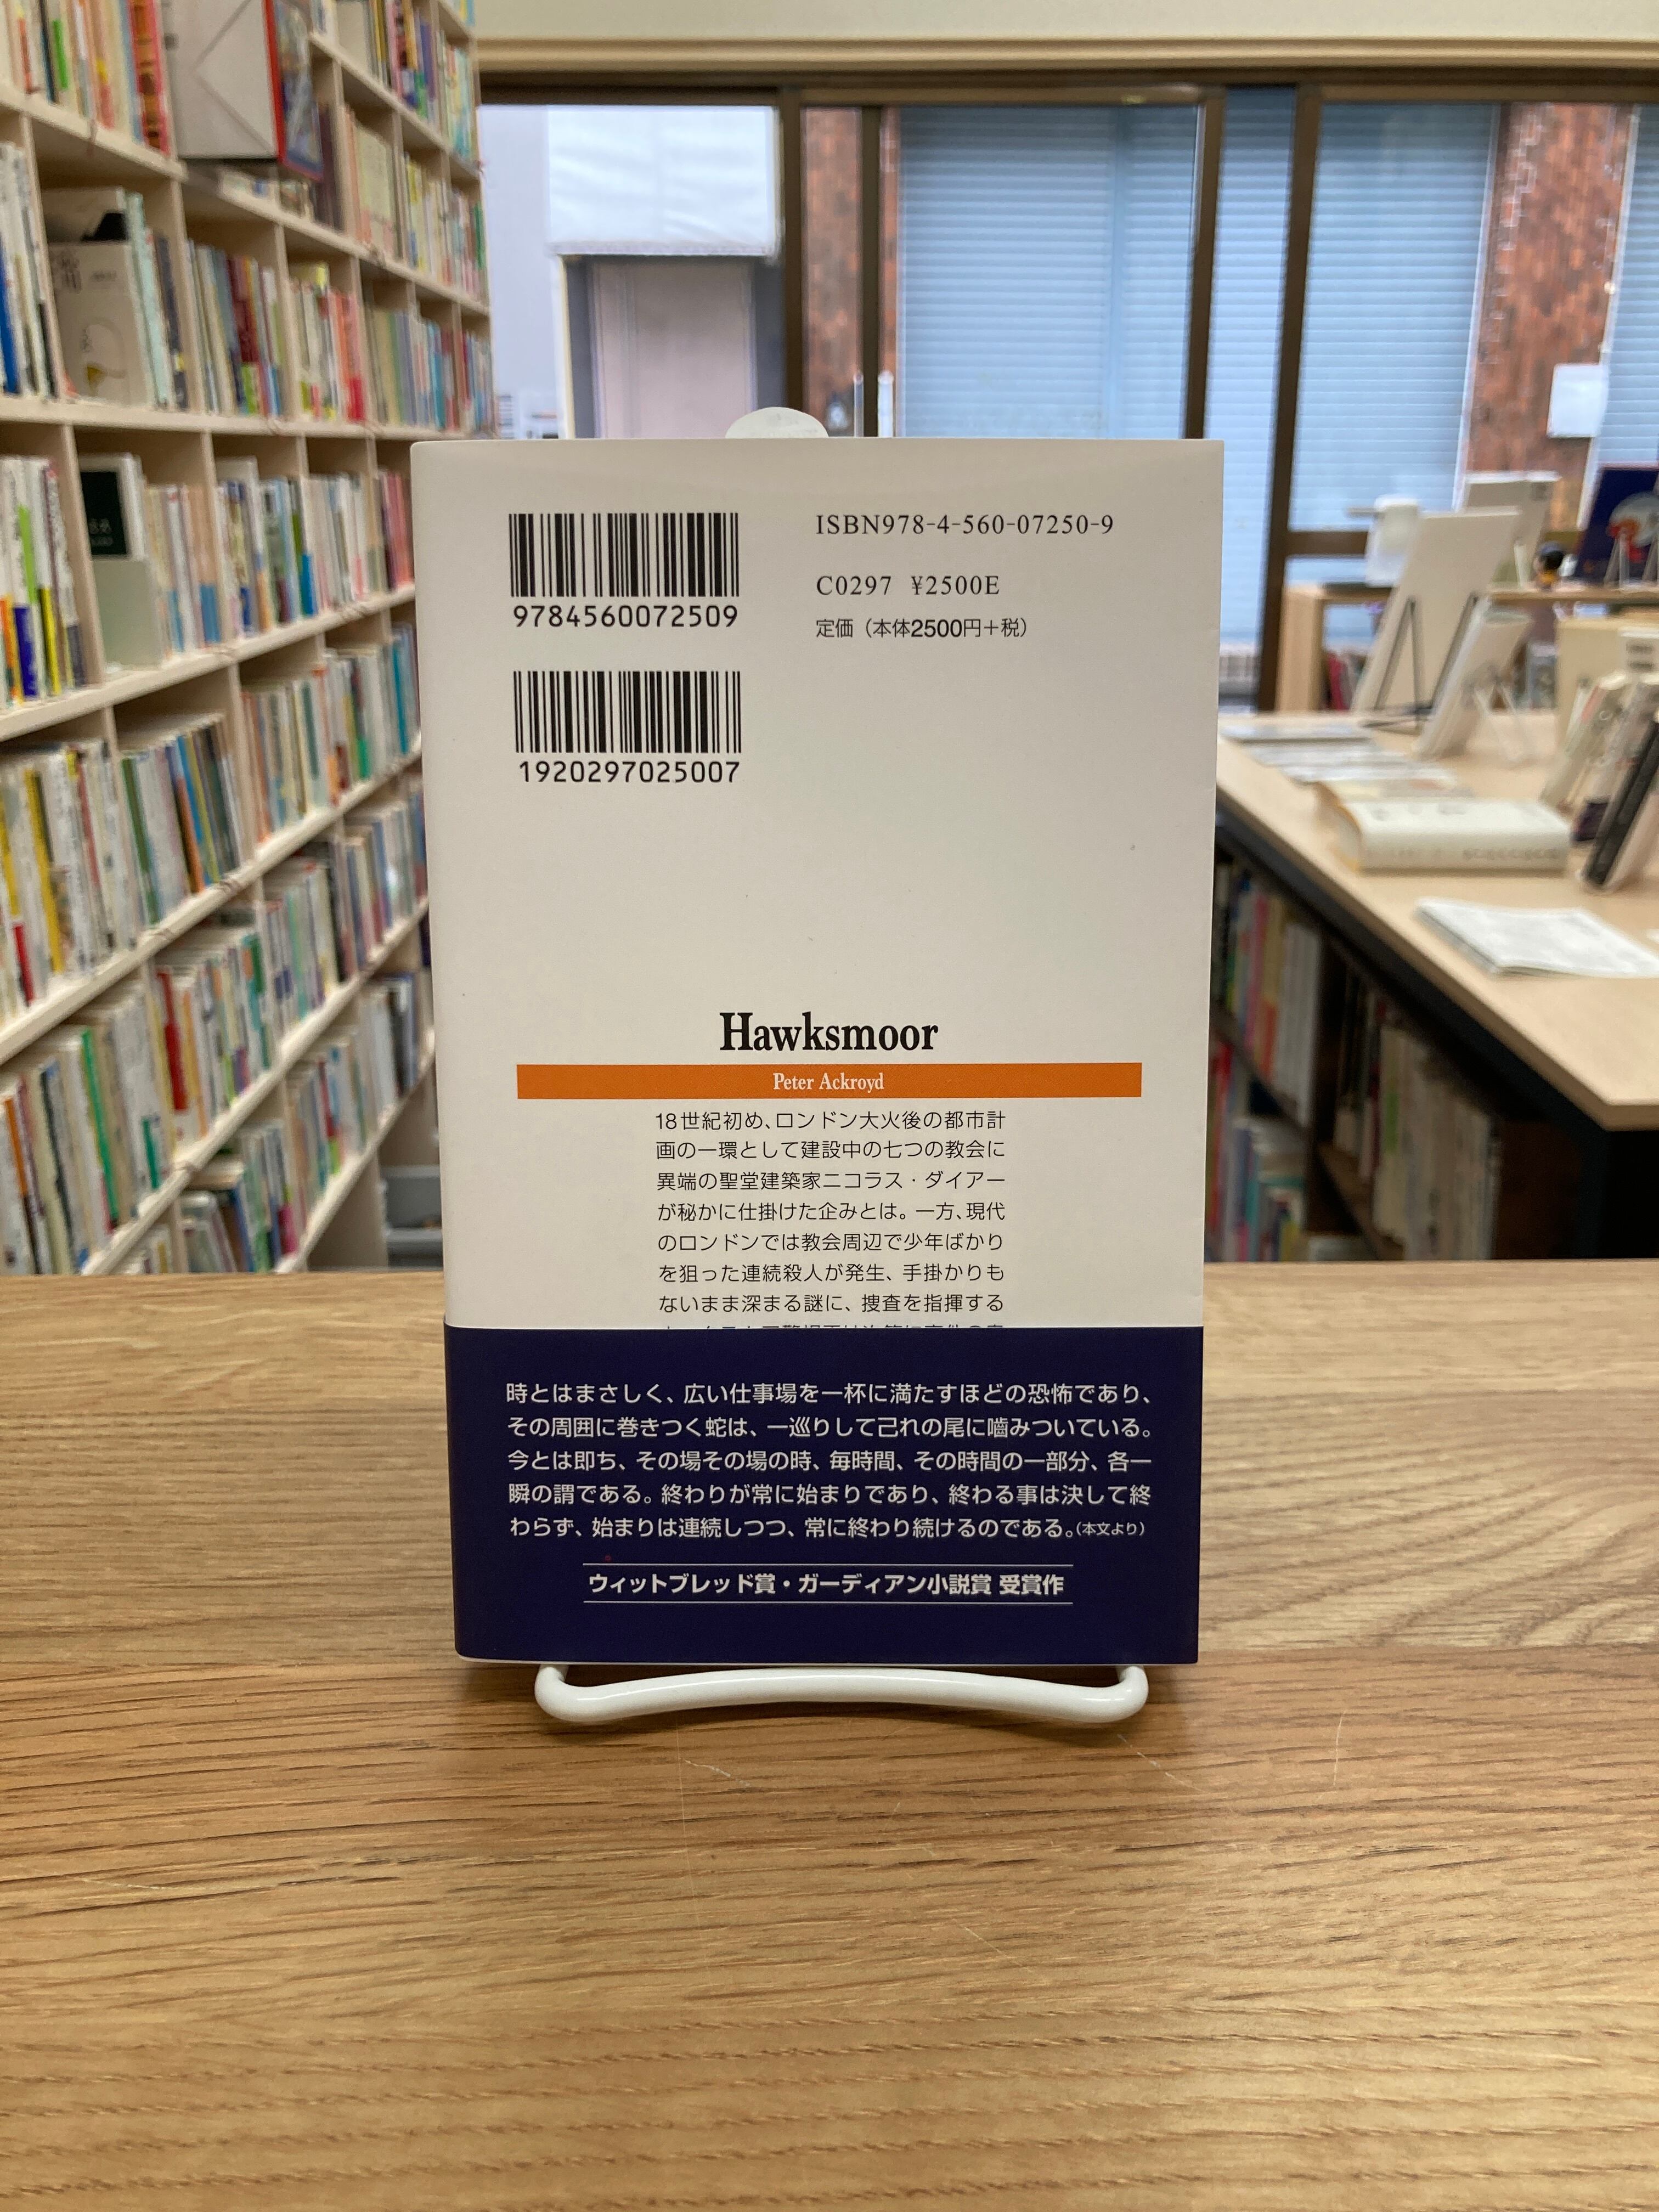 ISBN978-4-560-07250-9
9784560072509
C0297 ¥2500E
定価（本体2500円＋税）
1920297025007
Hawksmoor
Peter Ackroyd
18世紀初め、ロンドン大火後の都市計
画の一環として建設中の七つの教会に
異端の聖堂建築家ニコラス・ダイアー
が秘かに仕掛けた企みとは。一方、現代
のロンドンでは教会周辺で少年ばかり
を狙った連続殺人が発生、手掛かりも
ないまま深まる謎に、捜査を指揮する
時とはまさしく、広い仕事場を一杯に満たすほどの恐怖であり、
その周囲に巻きつく蛇は、一巡りして己れの尾に嚙みついている。
今とは即ち、その場その場の時、毎時間、その時間の一部分、各一
瞬の謂である。終わりが常に始まりであり、終わる事は決して終
わらず、始まりは連続しつつ、常に終わり続けるのである。（本文より）
ウィットブレッド賞・ガーディアン小説賞 受賞作